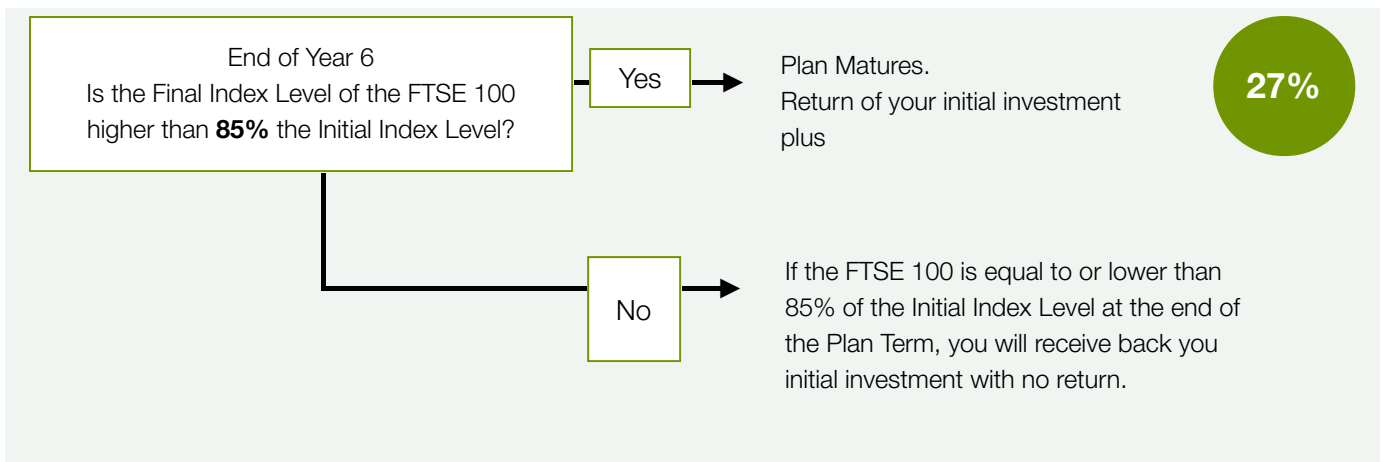 End of Year 6
Is the Final Index Level of the FTSE 100
higher than 85% the Initial Index Level?
Yes
Plan Matures.
Return of your initial investment
plus
27%
No
If the FTSE 100 is equal to or lower than
85% of the Initial Index Level at the end of
the Plan Term, you will receive back you
initial investment with no return.